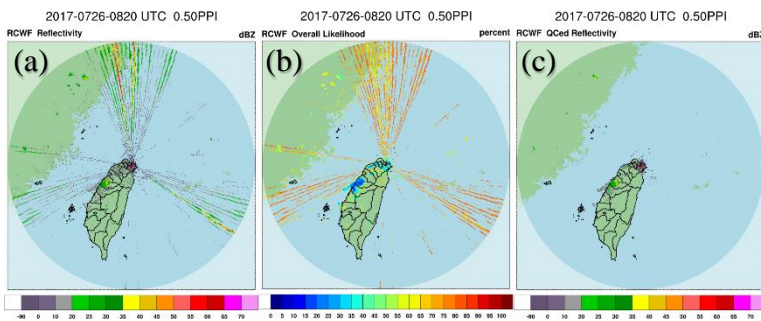 2017-0726-0820 UTC 0.50PPI
RCWF Reflectivity dBZ
(a)
-90 0 10 20 25 30 35 40 45 50 55 60 65 70
2017-0726-0820 UTC 0.50PPI
RCWF Overall Likelihood percent
(b)
0 5 10 15 20 25 30 35 40 45 50 55 60 65 70 75 80 85 90 95 100
2017-0726-0820 UTC 0.50PPI
RCWF QCed Reflectivity dBZ
(c)
-90 0 10 20 25 30 35 40 45 50 55 60 65 70